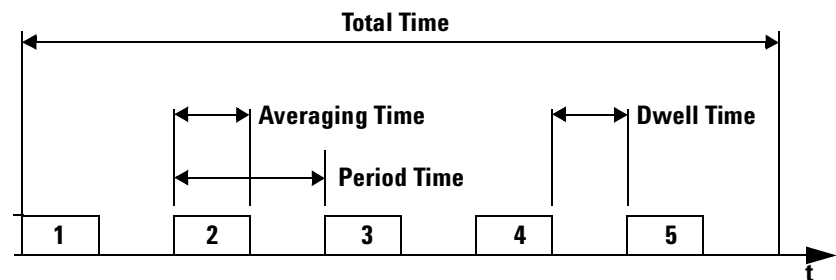 Total Time
Averaging Time
Dwell Time
Period Time
1 2 3 4 5
t